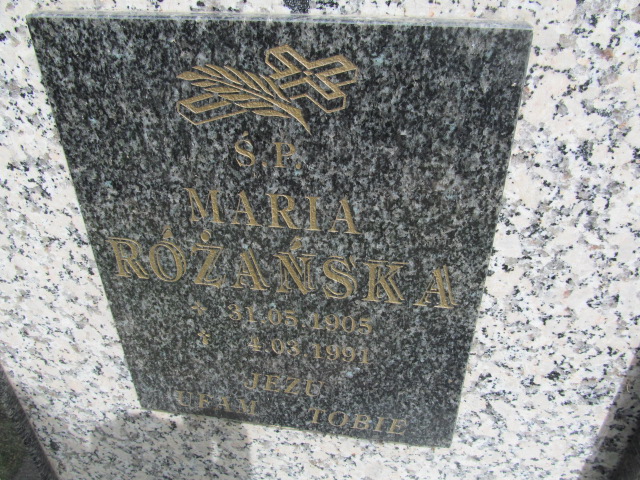 Ś.P.
MARIA
RÓŻAŃSKA
* 31.05.1905
† 4.03.1991
JEZU
UFAM TOBIE